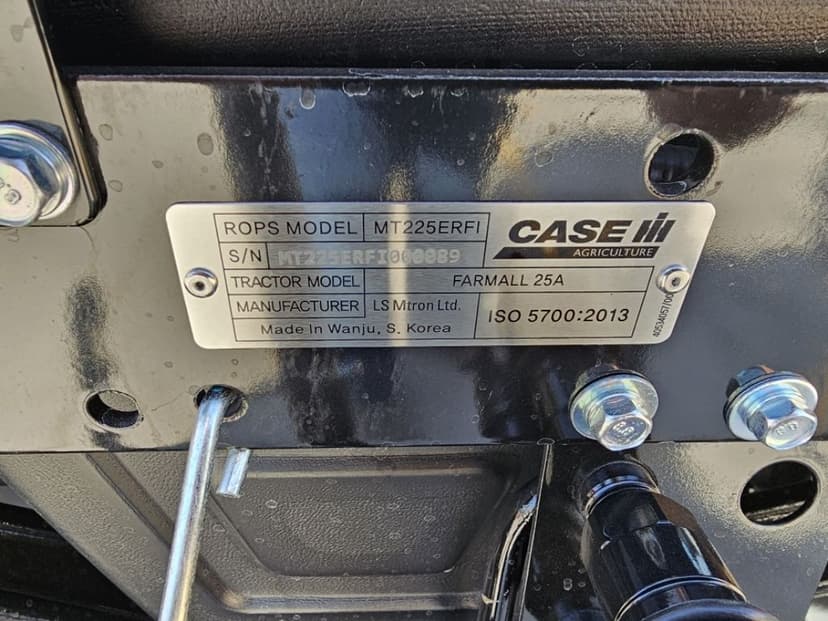 ROPS MODEL MT225ERFI
S/N MT225ERFI000089
CASE IH
AGRICULTURE
TRACTOR MODEL FARMALL 25A
MANUFACTURER LS Mtron Ltd.
ISO 5700:2013
Made In Wanju, S. Korea